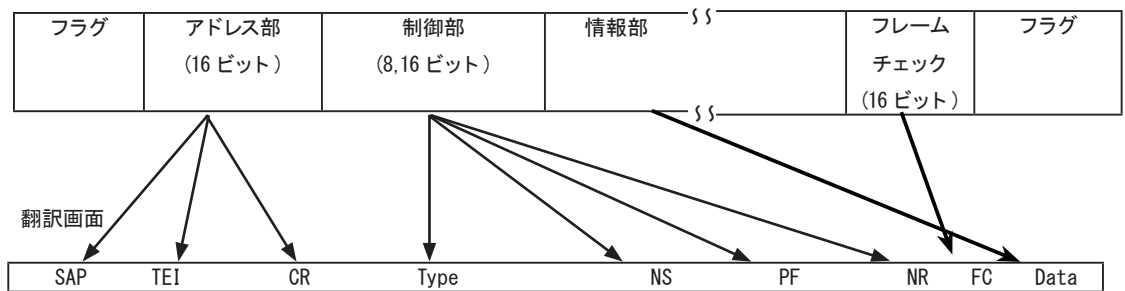 フラグ アドレス部 制御部 情報部 フレーム フラグ
(16 ビット) (8,16 ビット) チェック
(16 ビット)
翻訳画面
SAP TEI CR Type NS PF NR FC Data